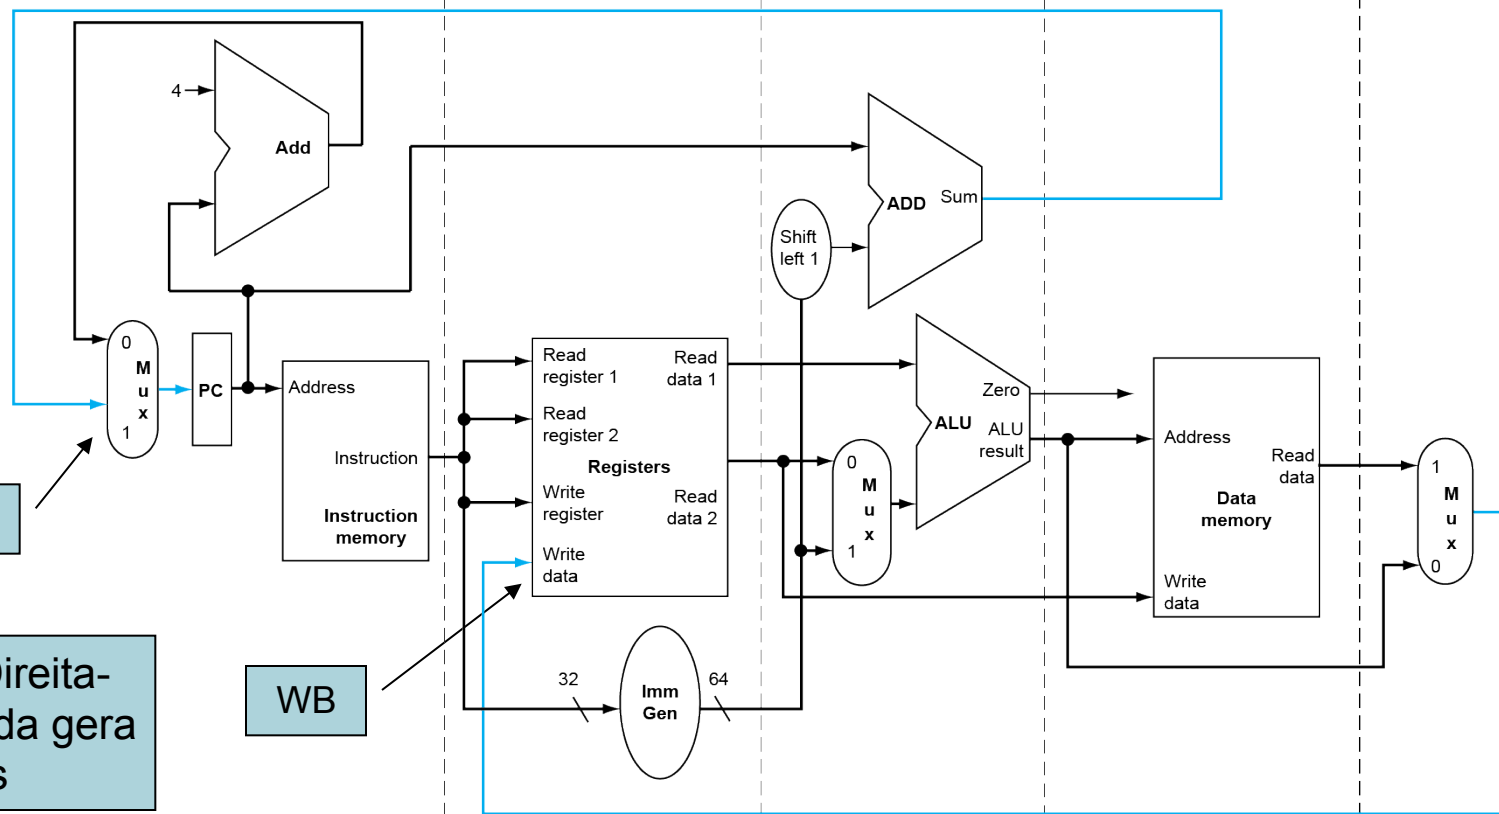 4
Add
ADD
Sum
Shift
left 1
0
M
u
x
1
PC
Address
Instruction
Instruction
memory
Read
register 1
Read
register 2
Write
register
Write
data
Registers
Read
data 1
Read
data 2
0
M
u
x
1
Zero
ALU
ALU
result
Address
Read
data
Data
memory
Write
data
1
M
u
x
0
32
Imm
Gen
64
WB
ireita-
da gera
s